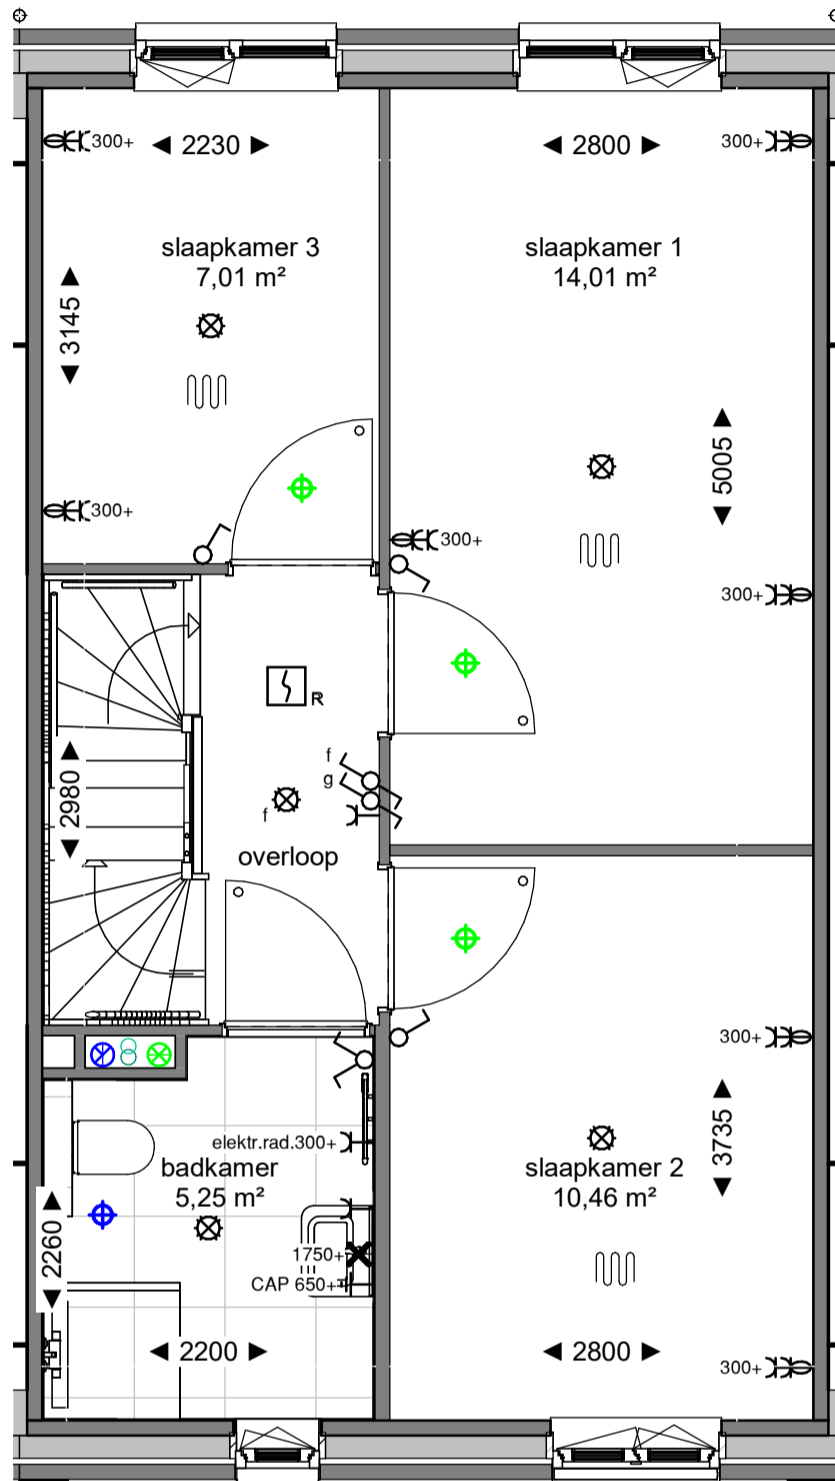 300+
◄ 2230 ►
◄ 2800 ►
300+
slaapkamer 3
7,01 m²
slaapkamer 1
14,01 m²
◄ 3145 ►
◄ 5005 ►
300+
300+
300+
R
f
g
f
◄ 2980 ►
overloop
300+
elektr.rad.300+
badkamer
5,25 m²
slaapkamer 2
10,46 m²
◄ 3735 ►
◄ 2260 ►
1750+
CAP 650+
◄ 2200 ►
◄ 2800 ►
300+